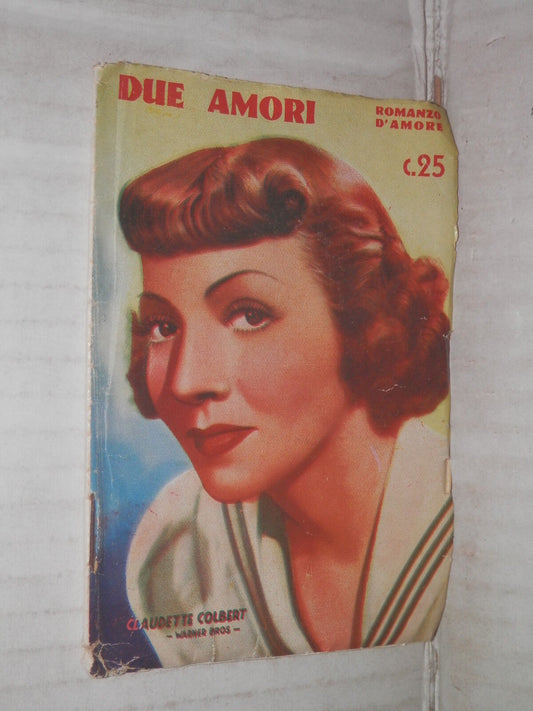 DUE AMORI
ROMANZO
D'AMORE
C.25
CLAUDETTE COLBERT
- WARNER BROS -